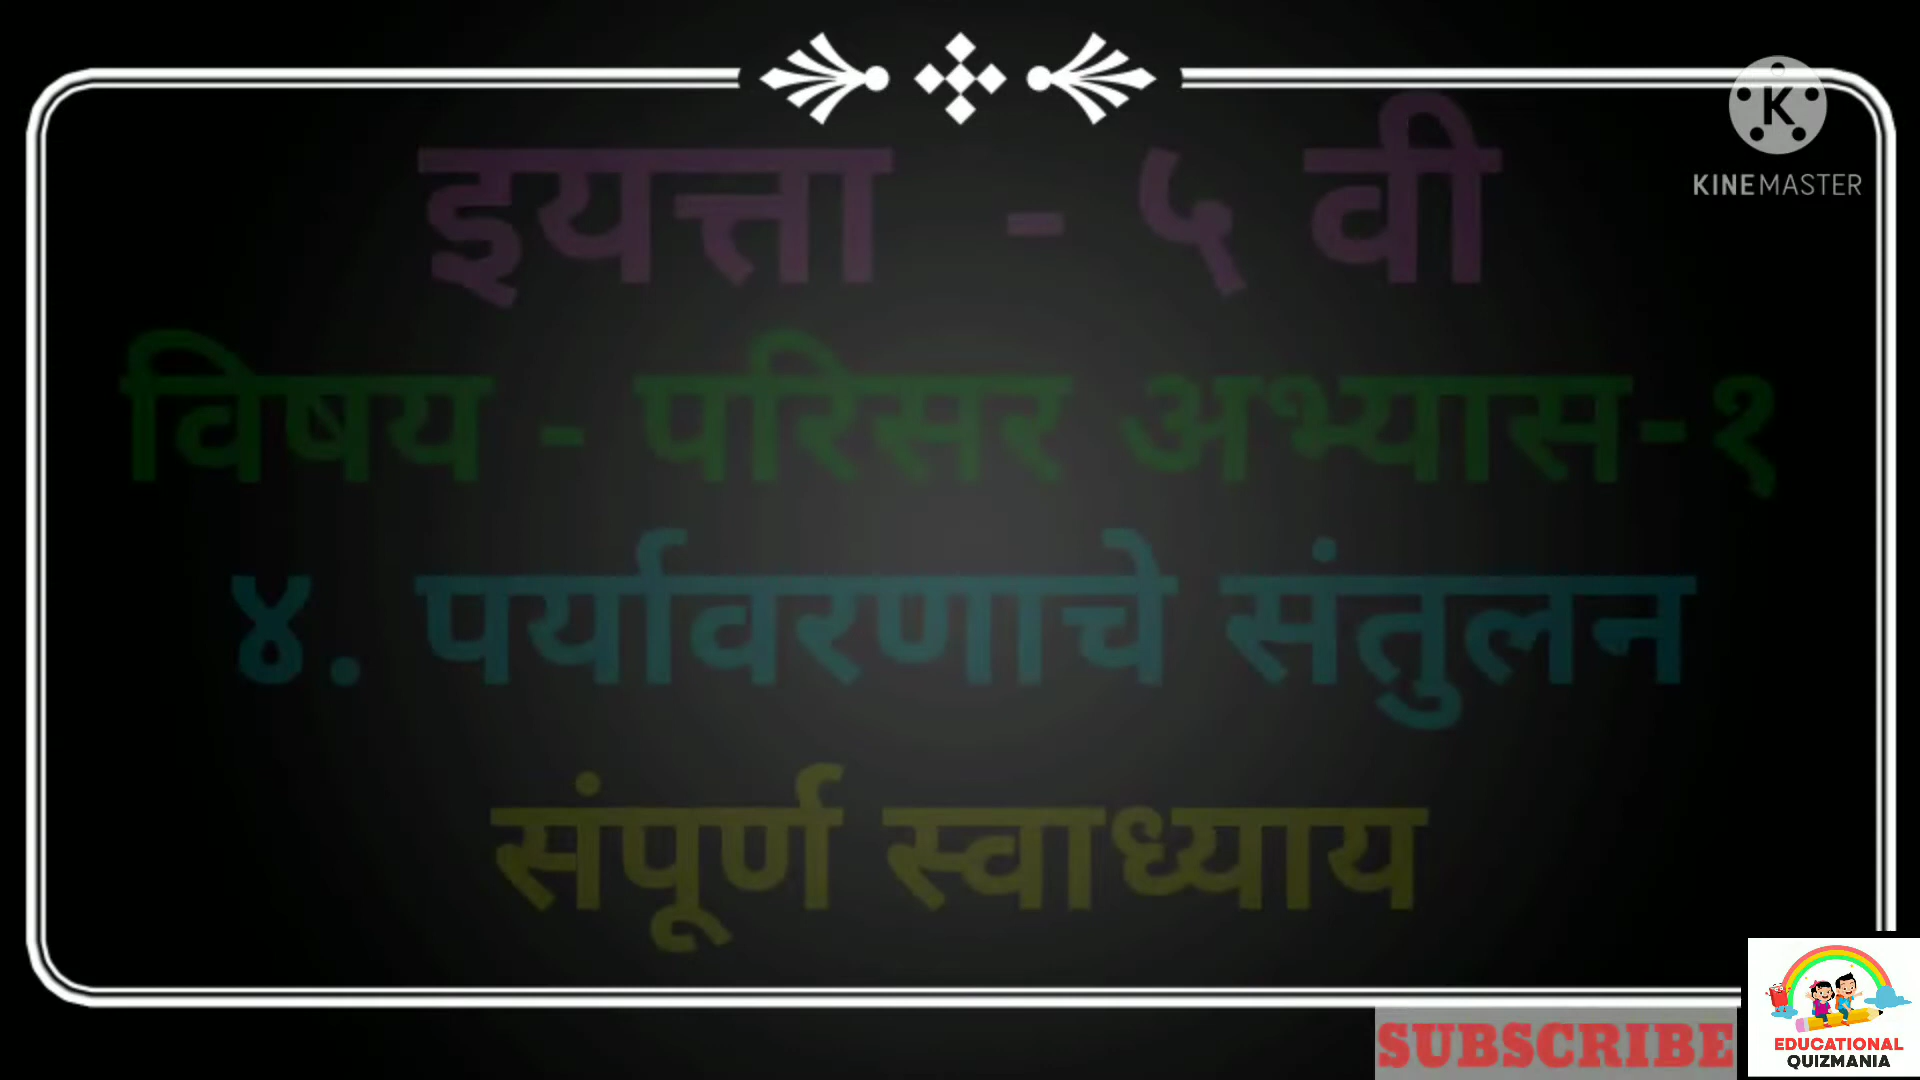 इयत्ता - ५ वी
KINEMASTER
विषय - परिसर अभ्यास-१
४. पर्यावरणाचे संतुलन
संपूर्ण स्वाध्याय
SUBSCRIBE
EDUCATIONAL
QUIZMANIA